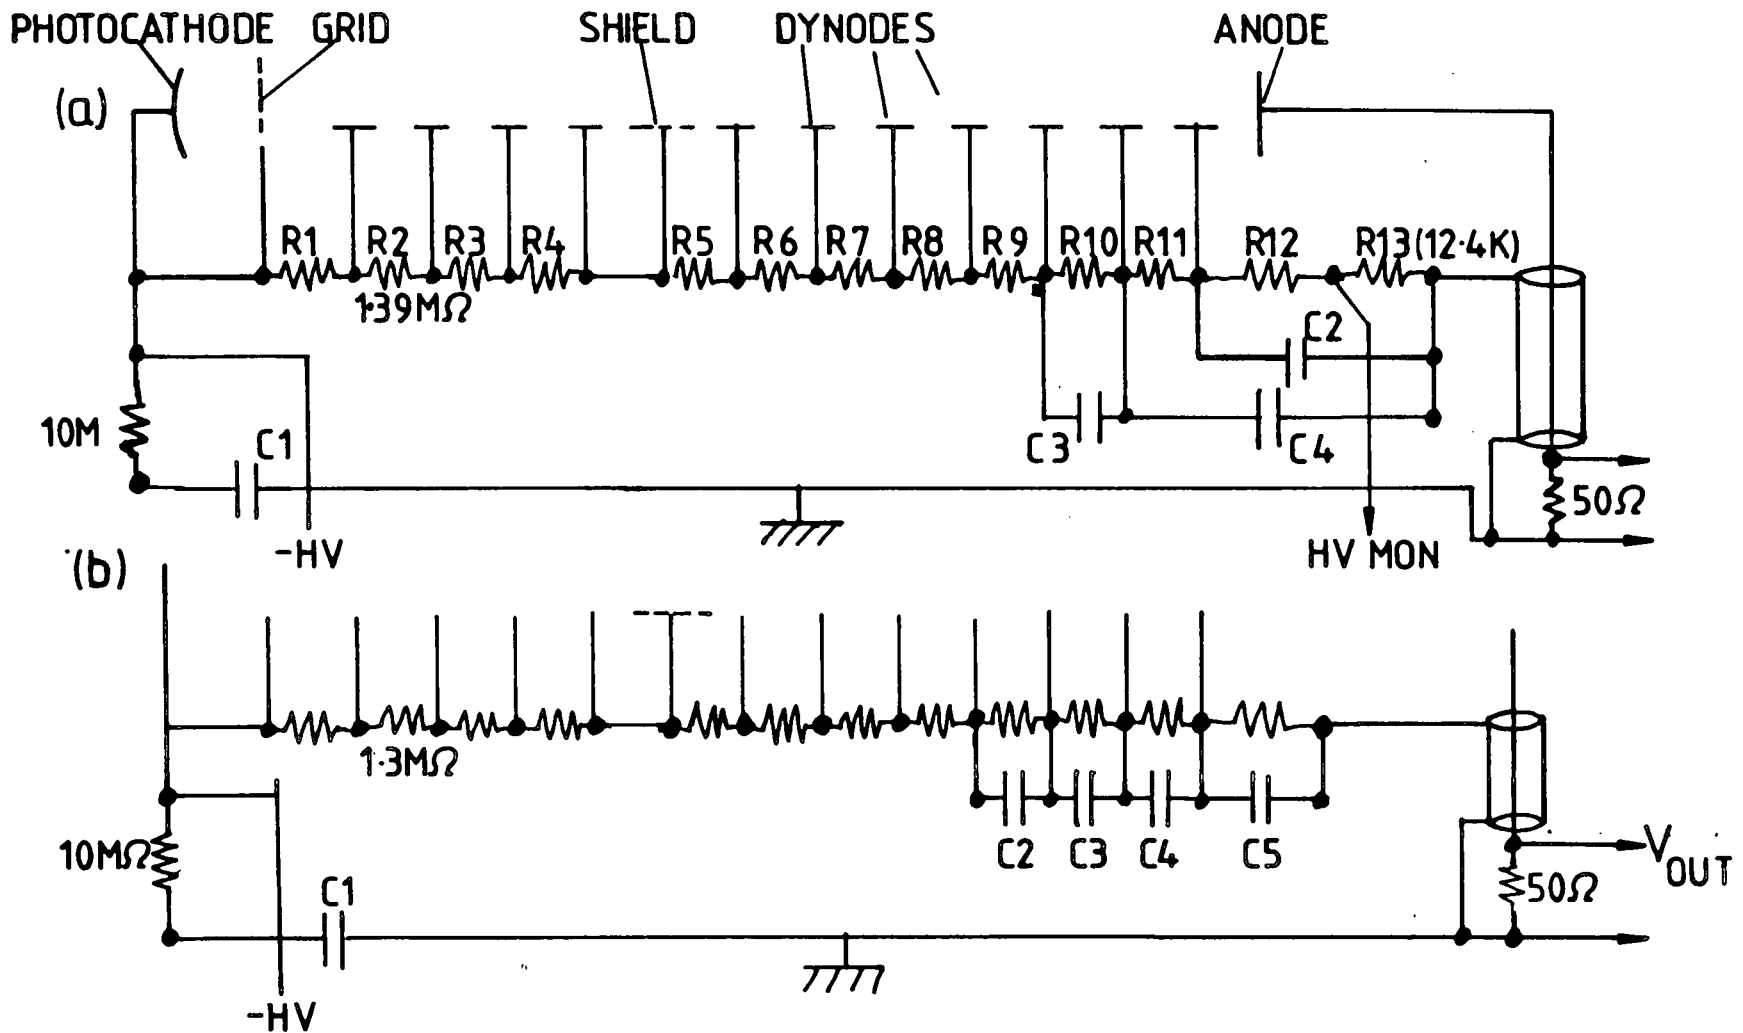 PHOTOCATHODE GRID SHIELD DYNODES ANODE
(a)
R1 R2 R3 R4 R5 R6 R7 R8 R9 R10 R11 R12 R13(12·4K)
1·39MΩ
C2
10M
C1
C3
C4
50Ω
-HV
HV MON
(b)
1·3MΩ
10MΩ
C2 C3 C4 C5
VOUT
C1
50Ω
-HV